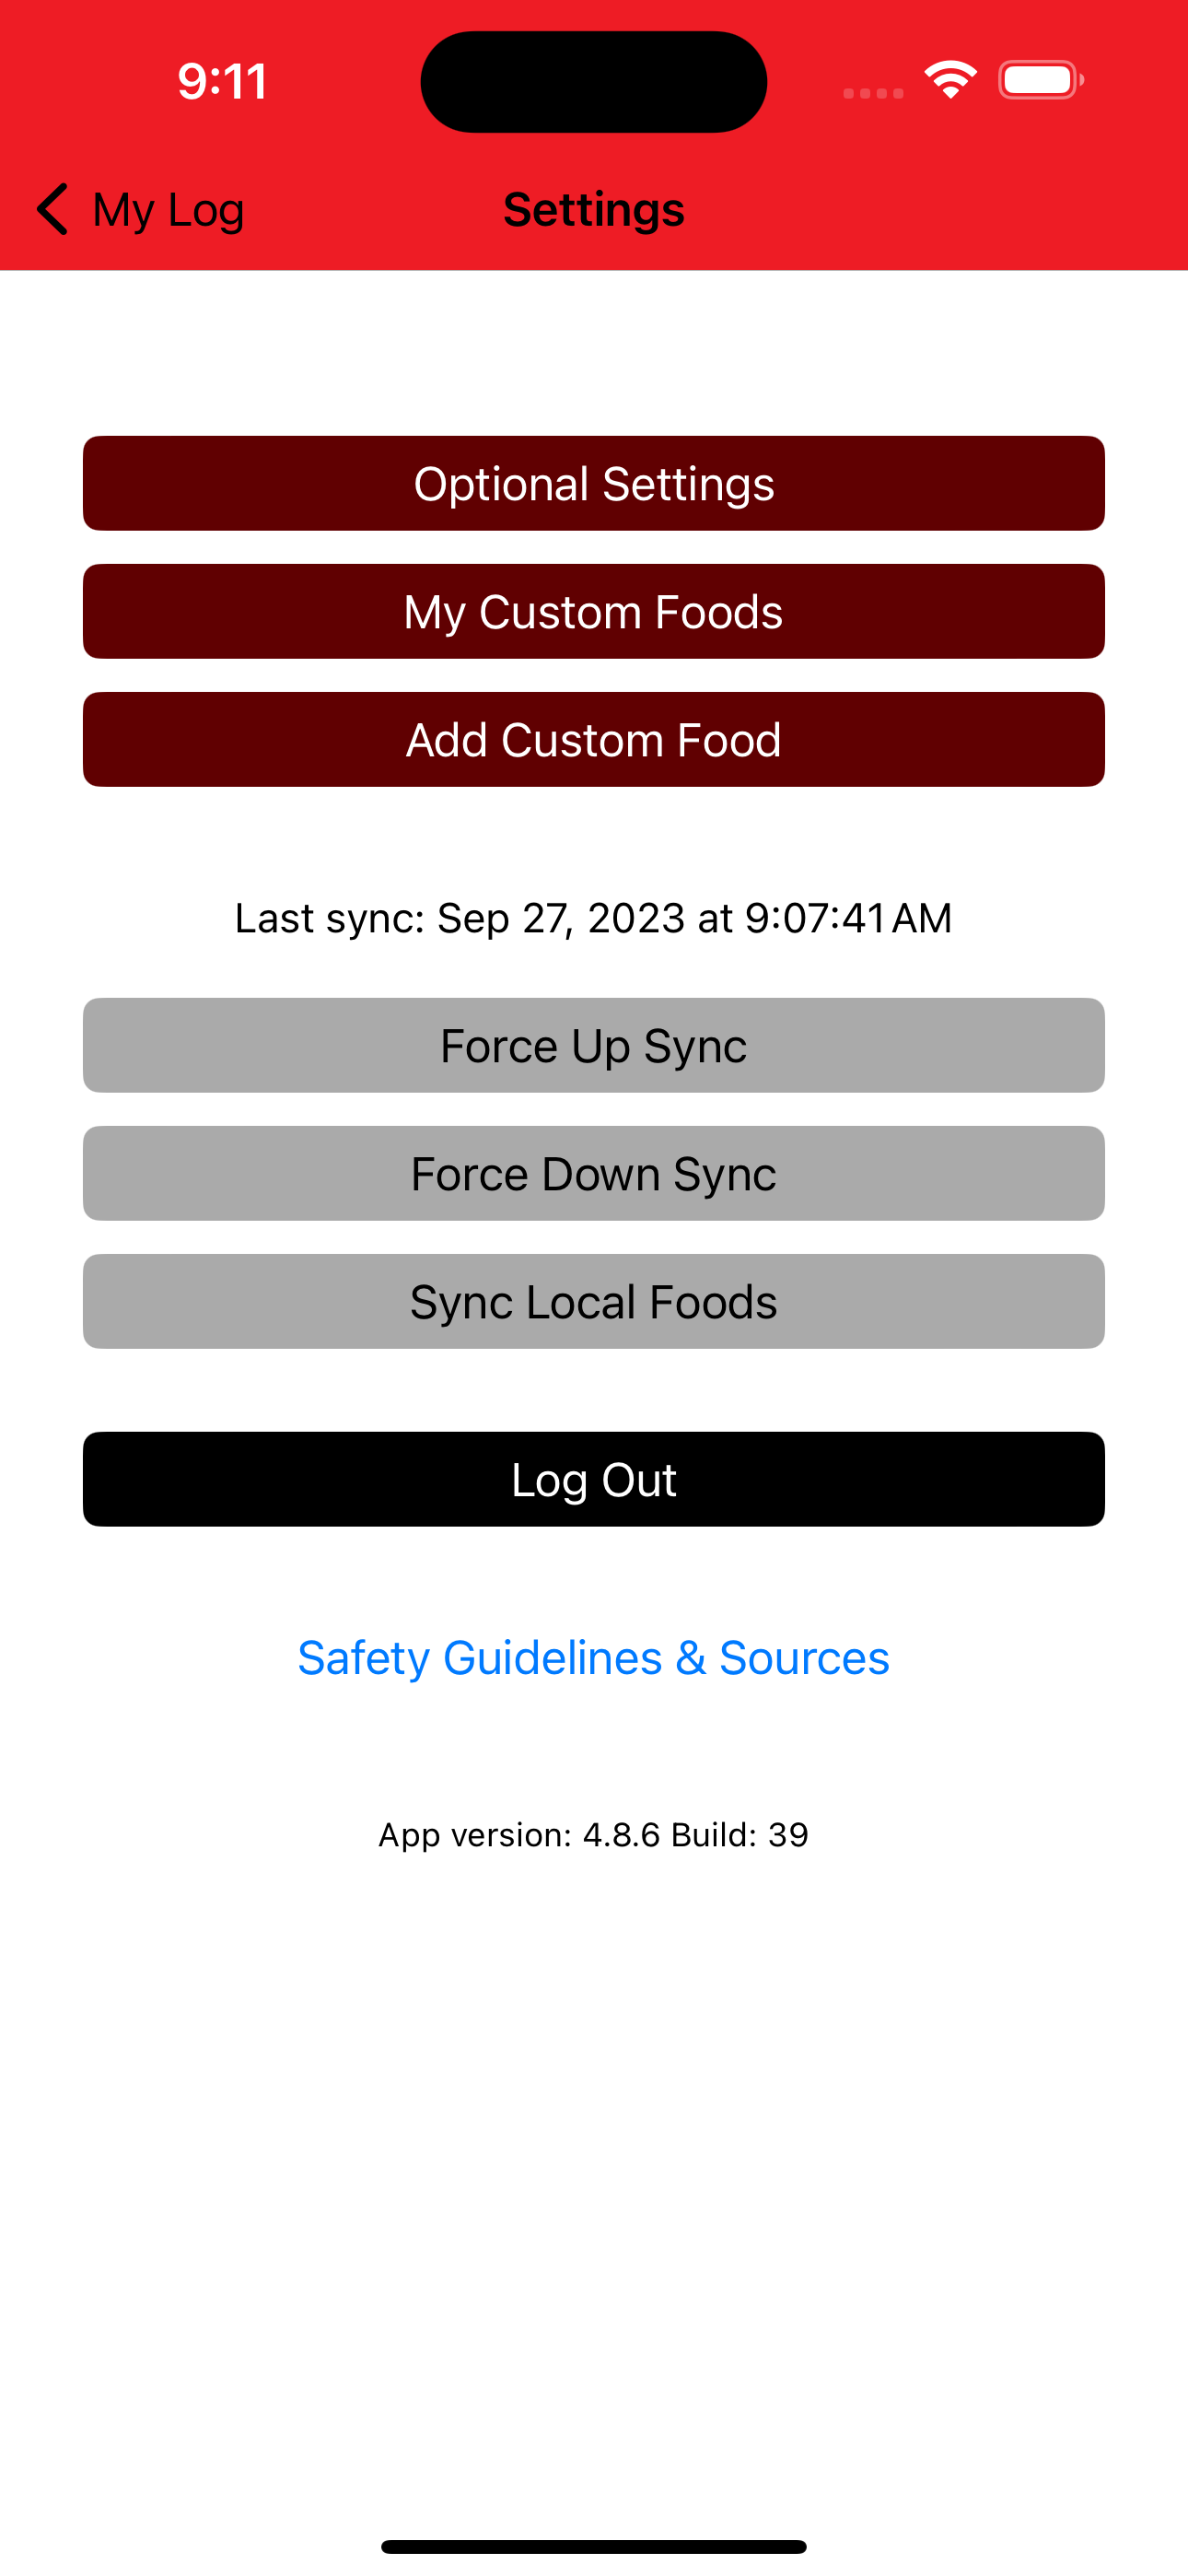 9:11
My Log
Settings
Optional Settings
My Custom Foods
Add Custom Food
Last sync: Sep 27, 2023 at 9:07:41 AM
Force Up Sync
Force Down Sync
Sync Local Foods
Log Out
Safety Guidelines & Sources
App version: 4.8.6 Build: 39